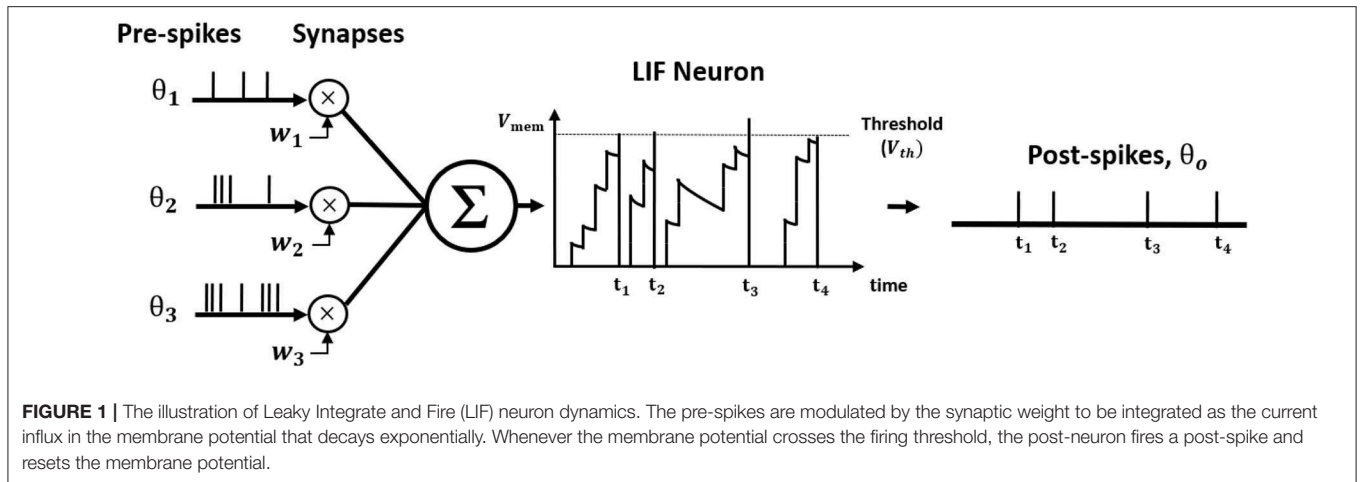 Pre-spikes
Synapses
LIF Neuron
θ₁
×
w₁
θ₂
×
w₂
θ₃
×
w₃
Σ
V_mem
Threshold
(V_th)
t₁ t₂ t₃ t₄ time
Post-spikes, θₒ
t₁ t₂ t₃ t₄
FIGURE 1 | The illustration of Leaky Integrate and Fire (LIF) neuron dynamics. The pre-spikes are modulated by the synaptic weight to be integrated as the current
influx in the membrane potential that decays exponentially. Whenever the membrane potential crosses the firing threshold, the post-neuron fires a post-spike and
resets the membrane potential.